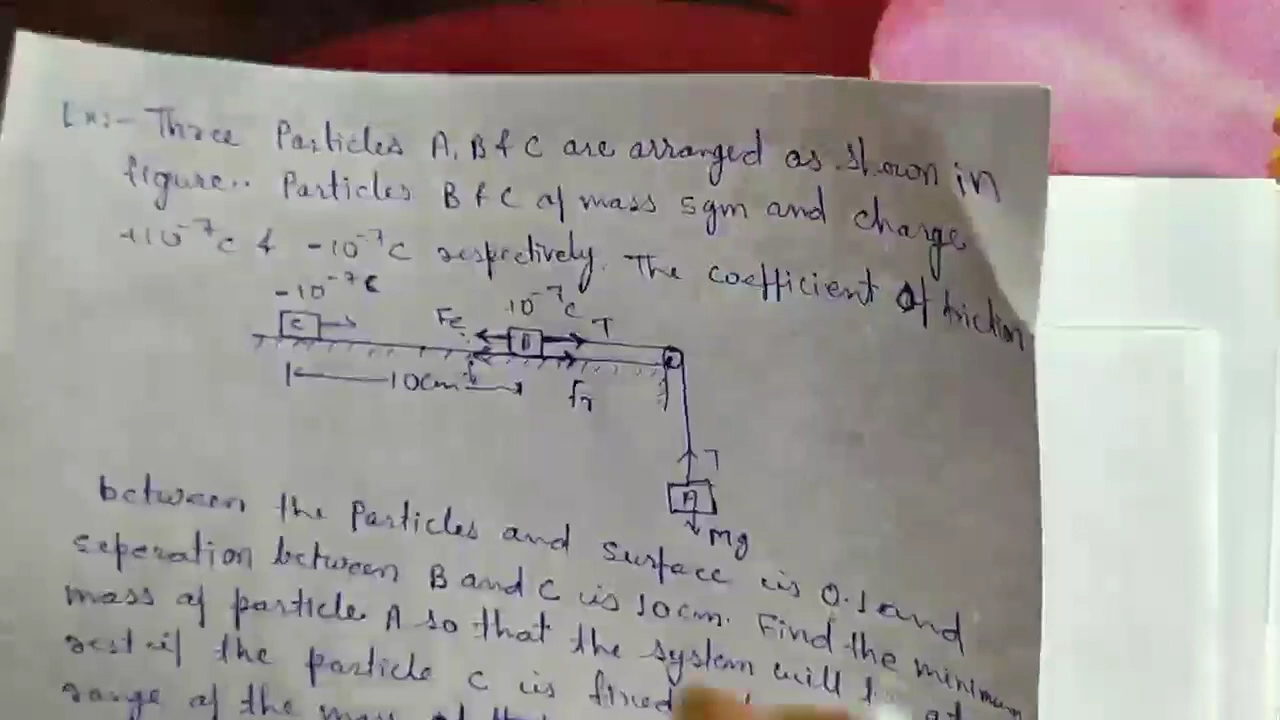 Ex:- Three Particles A, B & C are arranged as shown in
figure.. Particles B & C of mass 5gm and charge
+10⁻⁷C & -10⁻⁷C respectively. The coefficient of friction
-10⁻⁷C
10⁻⁷C
C
Fe
B
T
10cm
f
fr
T
A
Mg
between the Particles and surface is 0.1 and
seperation between B and C is 10cm. Find the minimum
mass of particle A so that the system will at
rest if the particle C is fixed
range of the